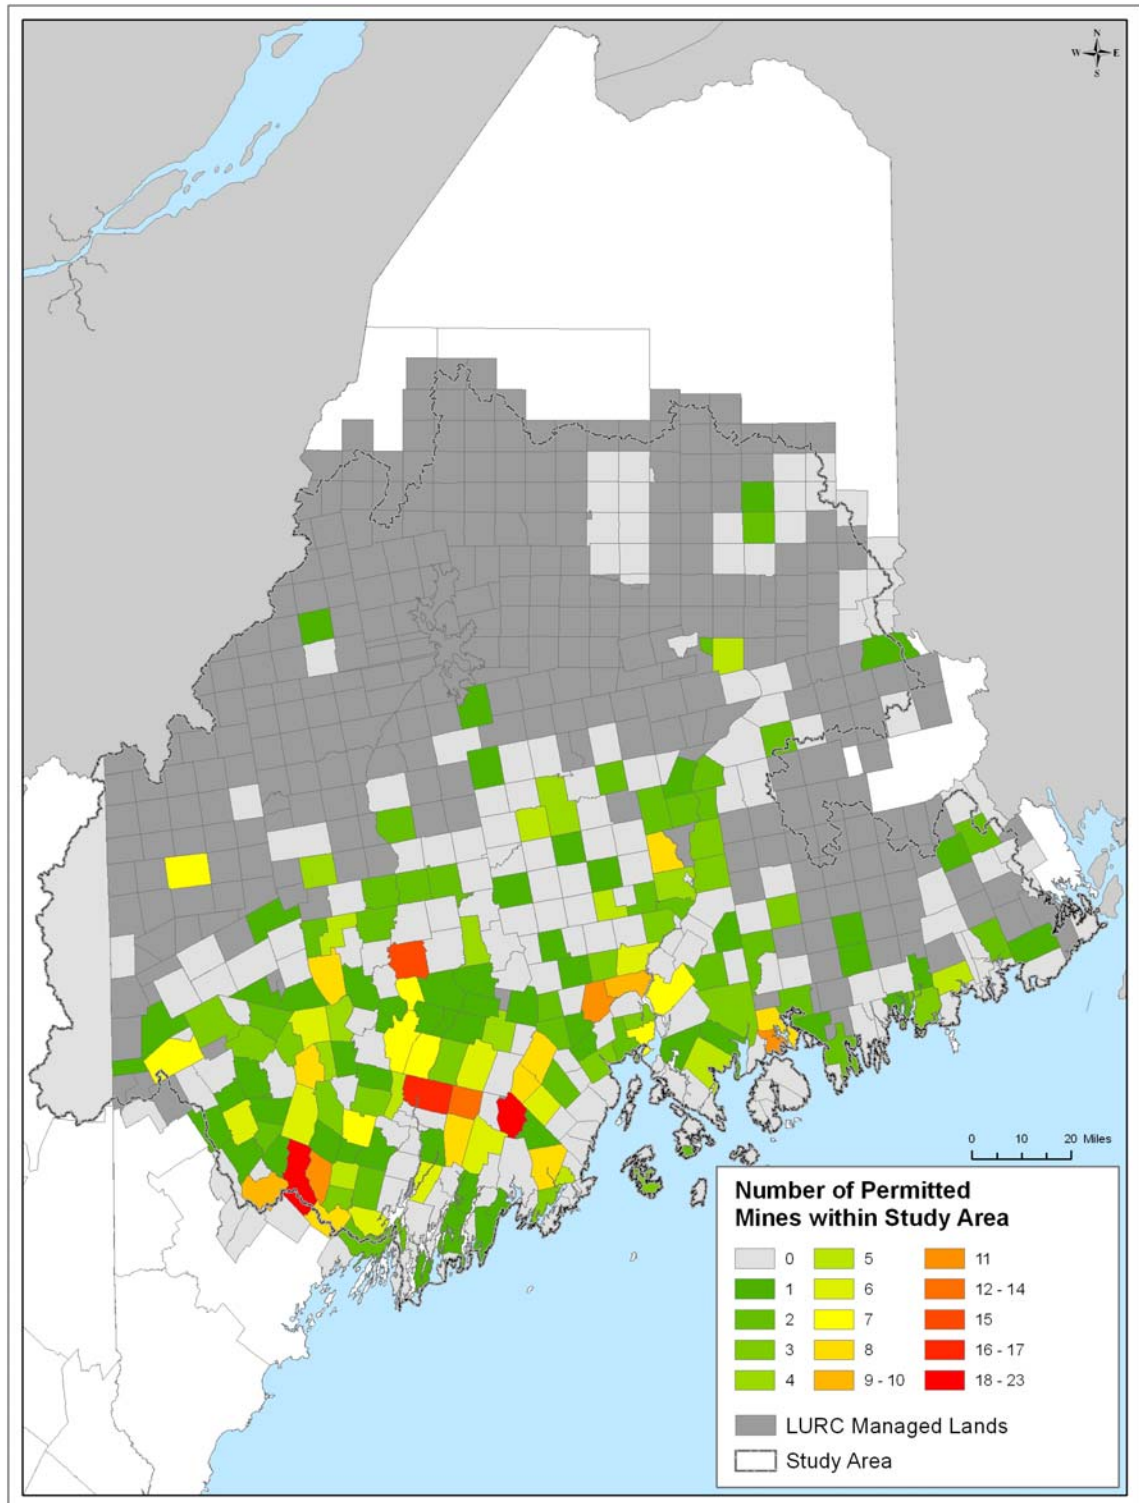 N
W E
S
0 10 20 Miles
Number of Permitted
Mines within Study Area
0 5 11
1 6 12 - 14
2 7 15
3 8 16 - 17
4 9 - 10 18 - 23
LURC Managed Lands
Study Area